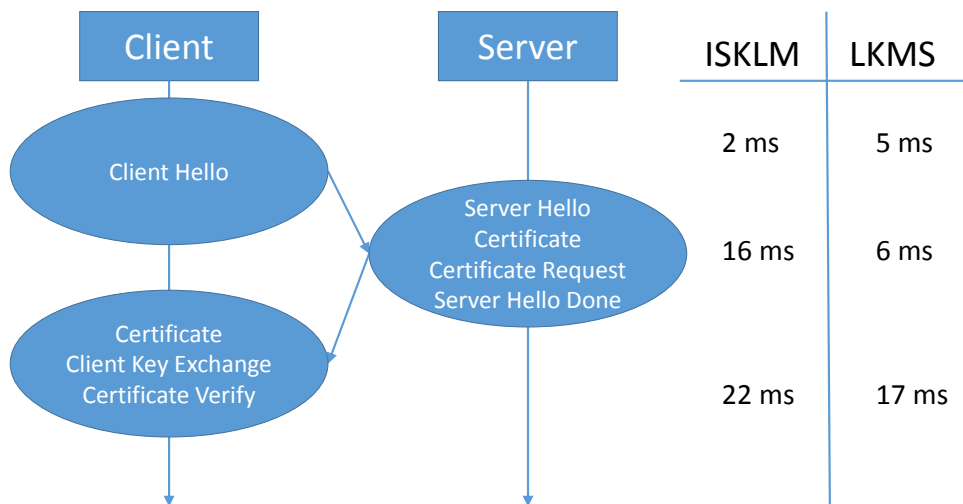 Client
Server
ISKLM
LKMS
Client Hello
2 ms
5 ms
Server Hello
Certificate
Certificate Request
Server Hello Done
16 ms
6 ms
Certificate
Client Key Exchange
Certificate Verify
22 ms
17 ms